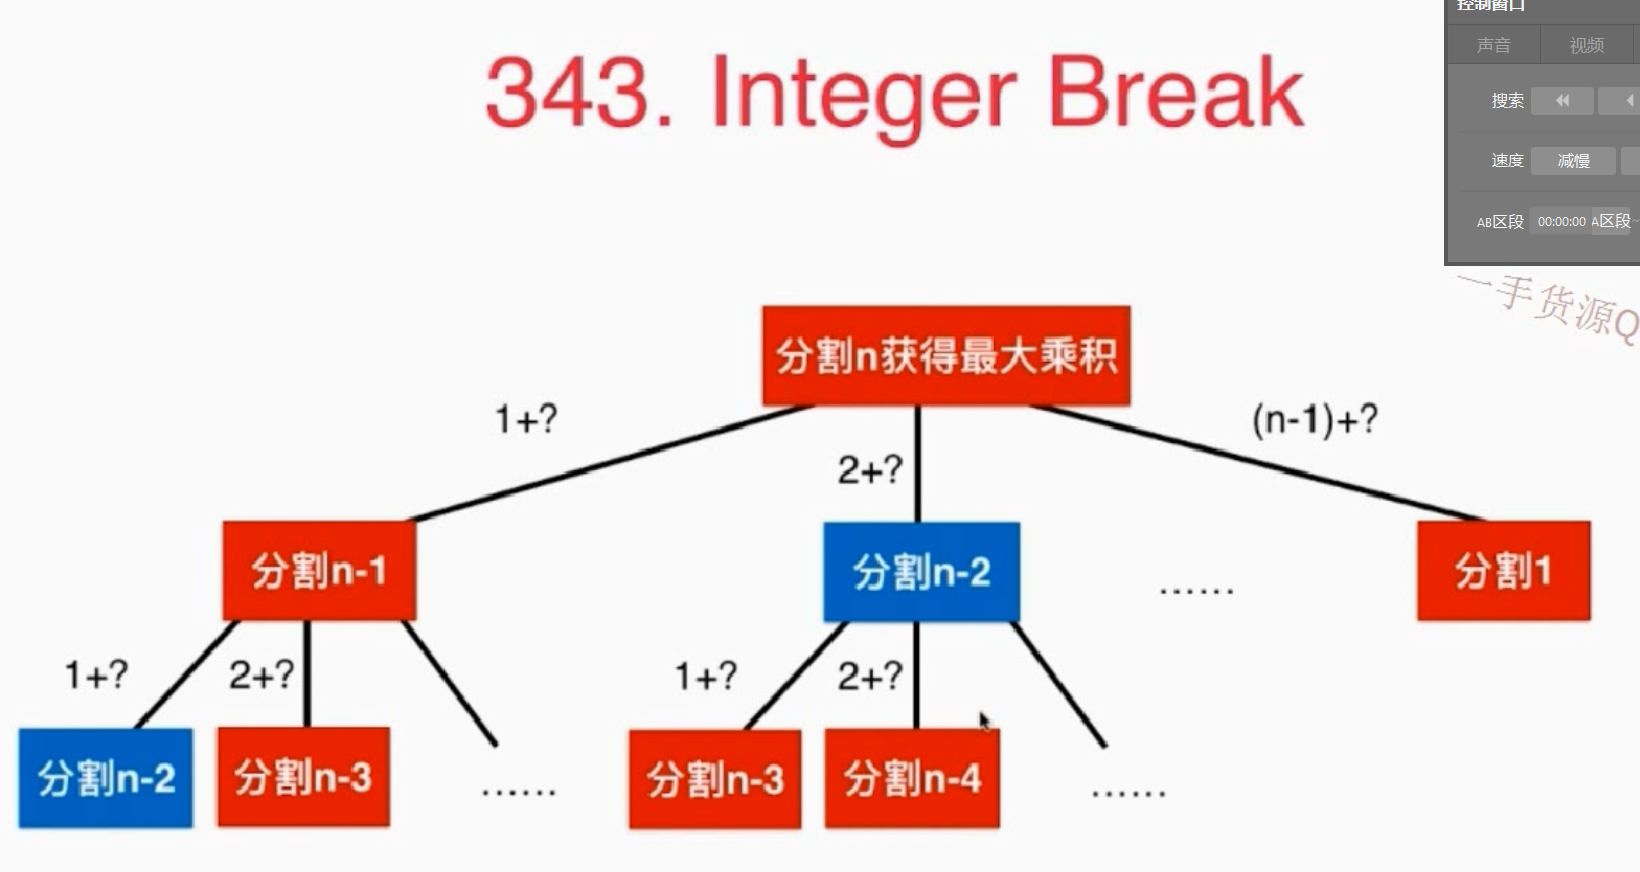 控制窗口
声音 视频
搜索
速度 减慢
AB区段 00:00:00 A区段
一手货源Q
343. Integer Break
分割n获得最大乘积
1+?
2+?
(n-1)+?
分割n-1
分割n-2
......
分割1
1+?
2+?
1+?
2+?
分割n-2
分割n-3
......
分割n-3
分割n-4
......